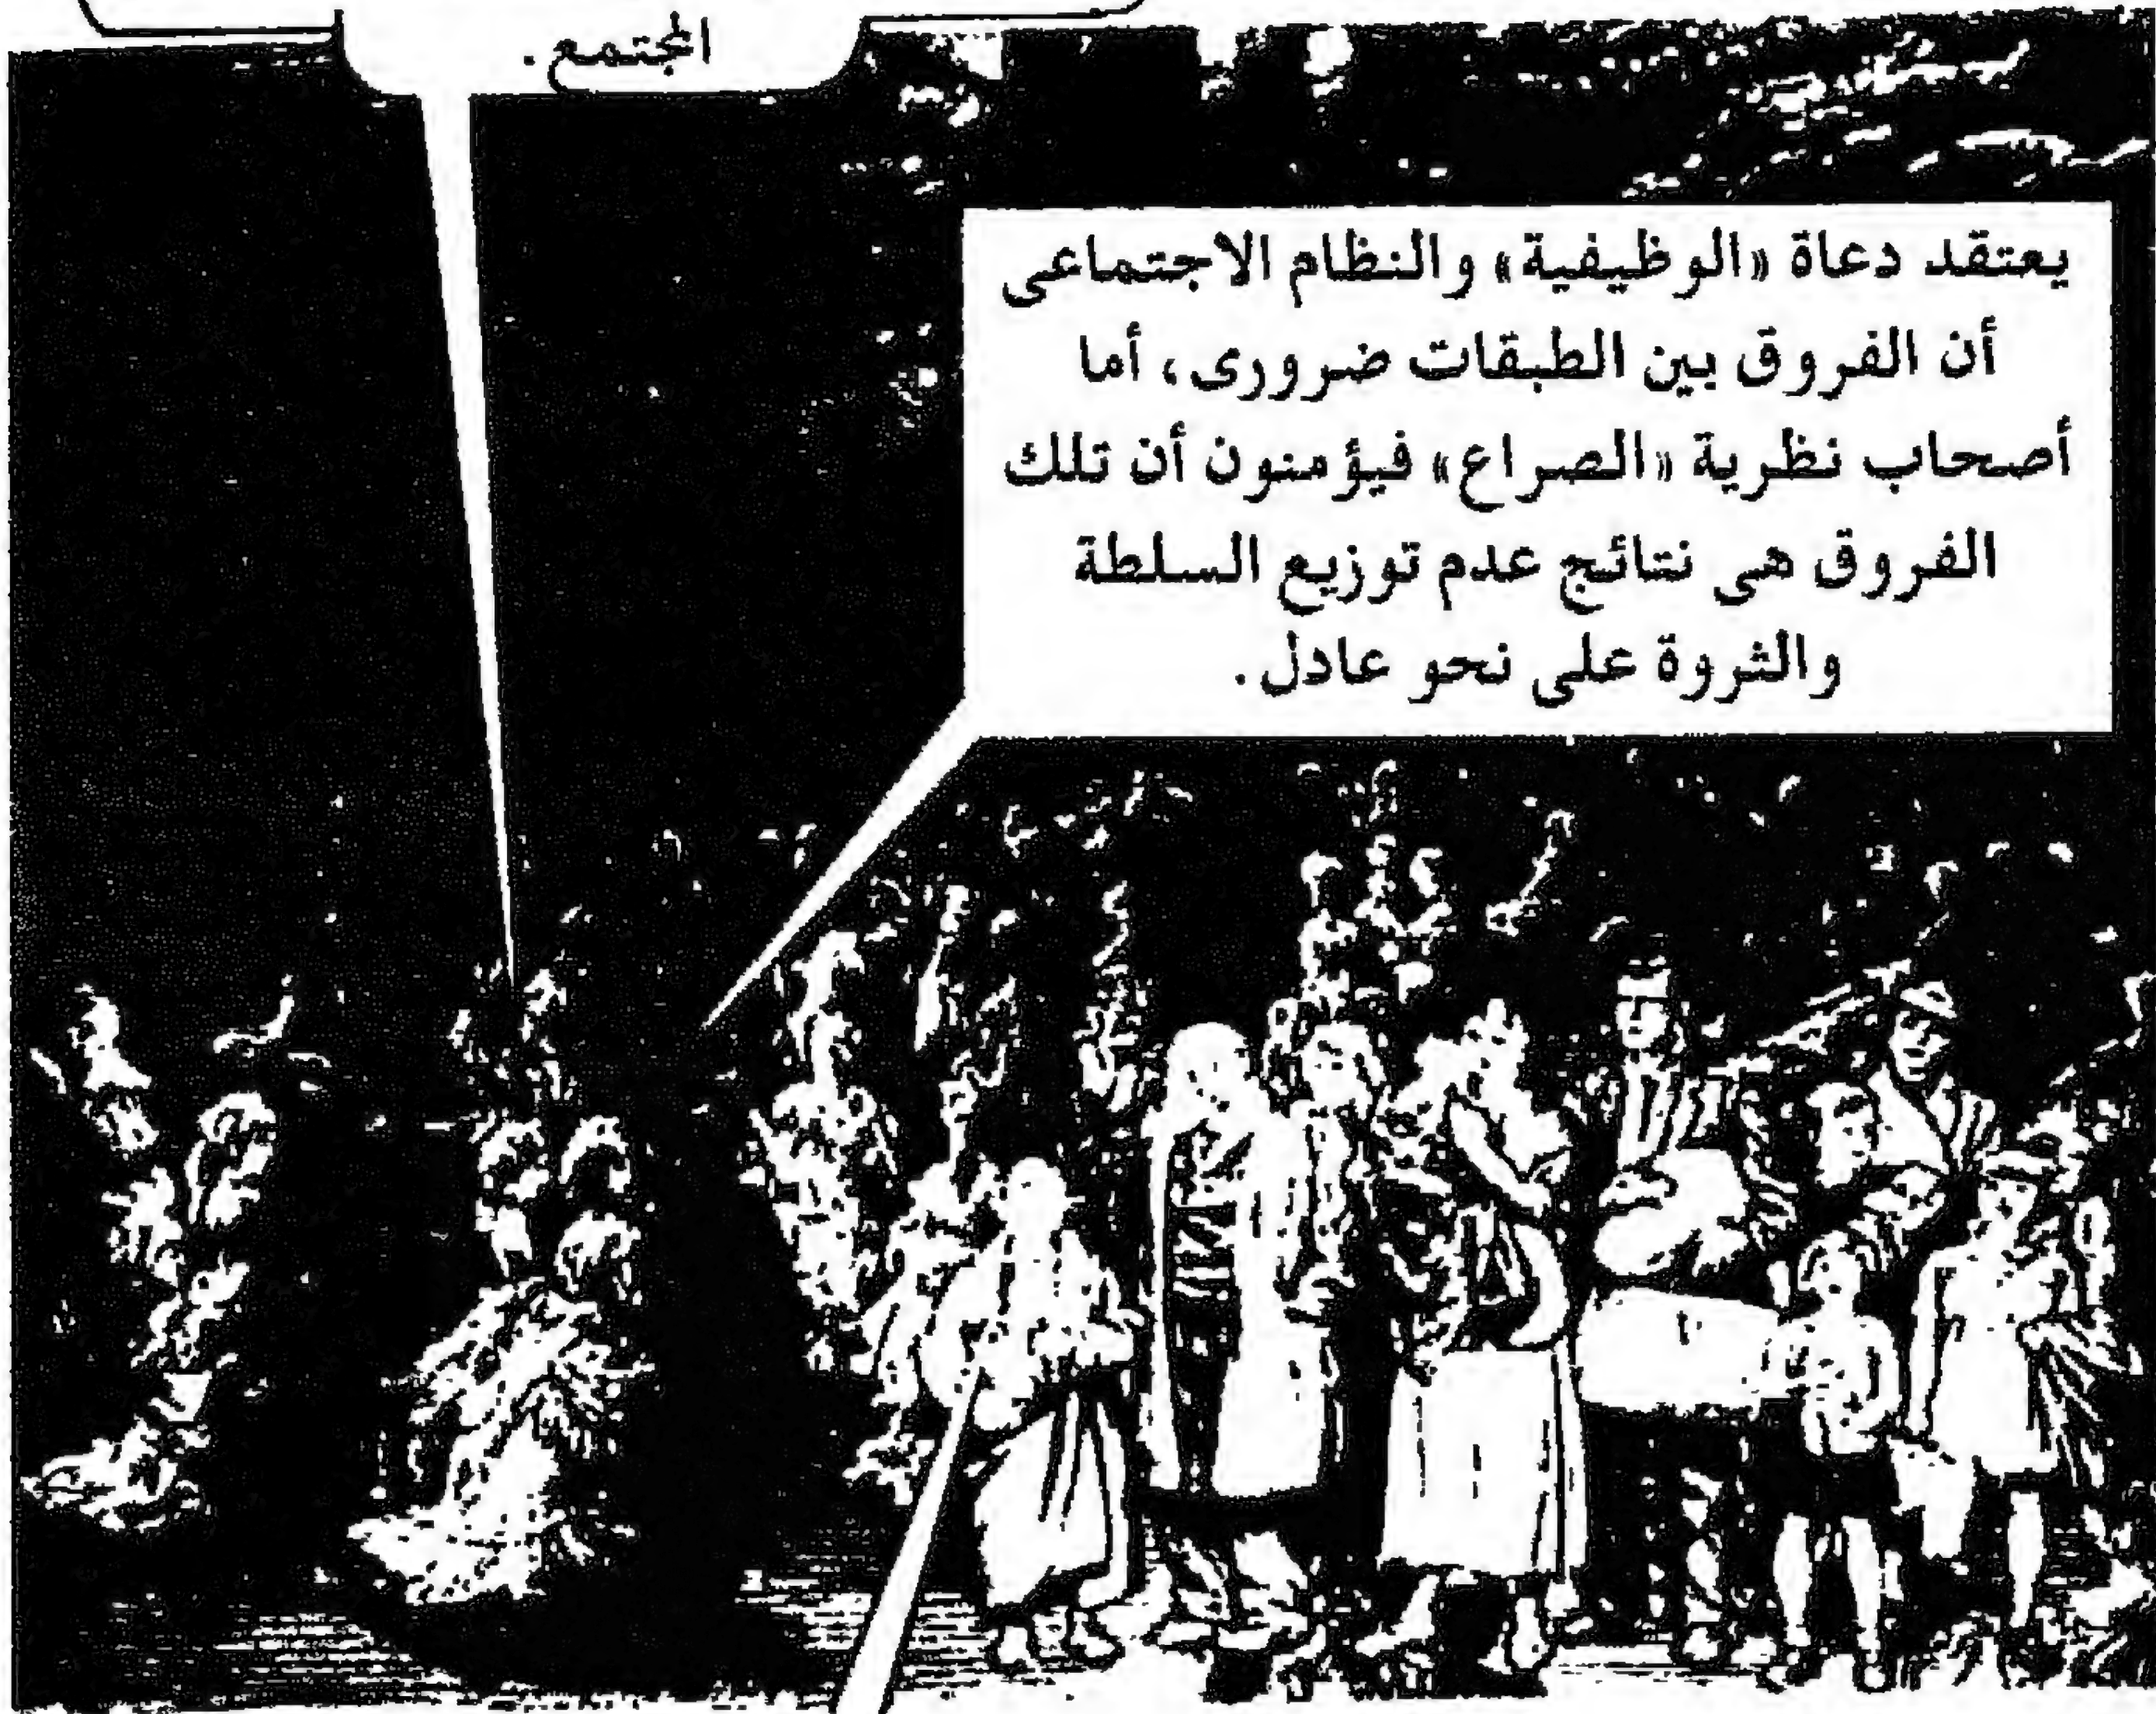 المجتمع.
يعتقد دعاة «الوظيفية» والنظام الاجتماعى
أن الفروق بين الطبقات ضرورى، أما
أصحاب نظرية «الصراع» فيؤمنون أن تلك
الفروق هى نتائج عدم توزيع السلطة
والثروة على نحو عادل.